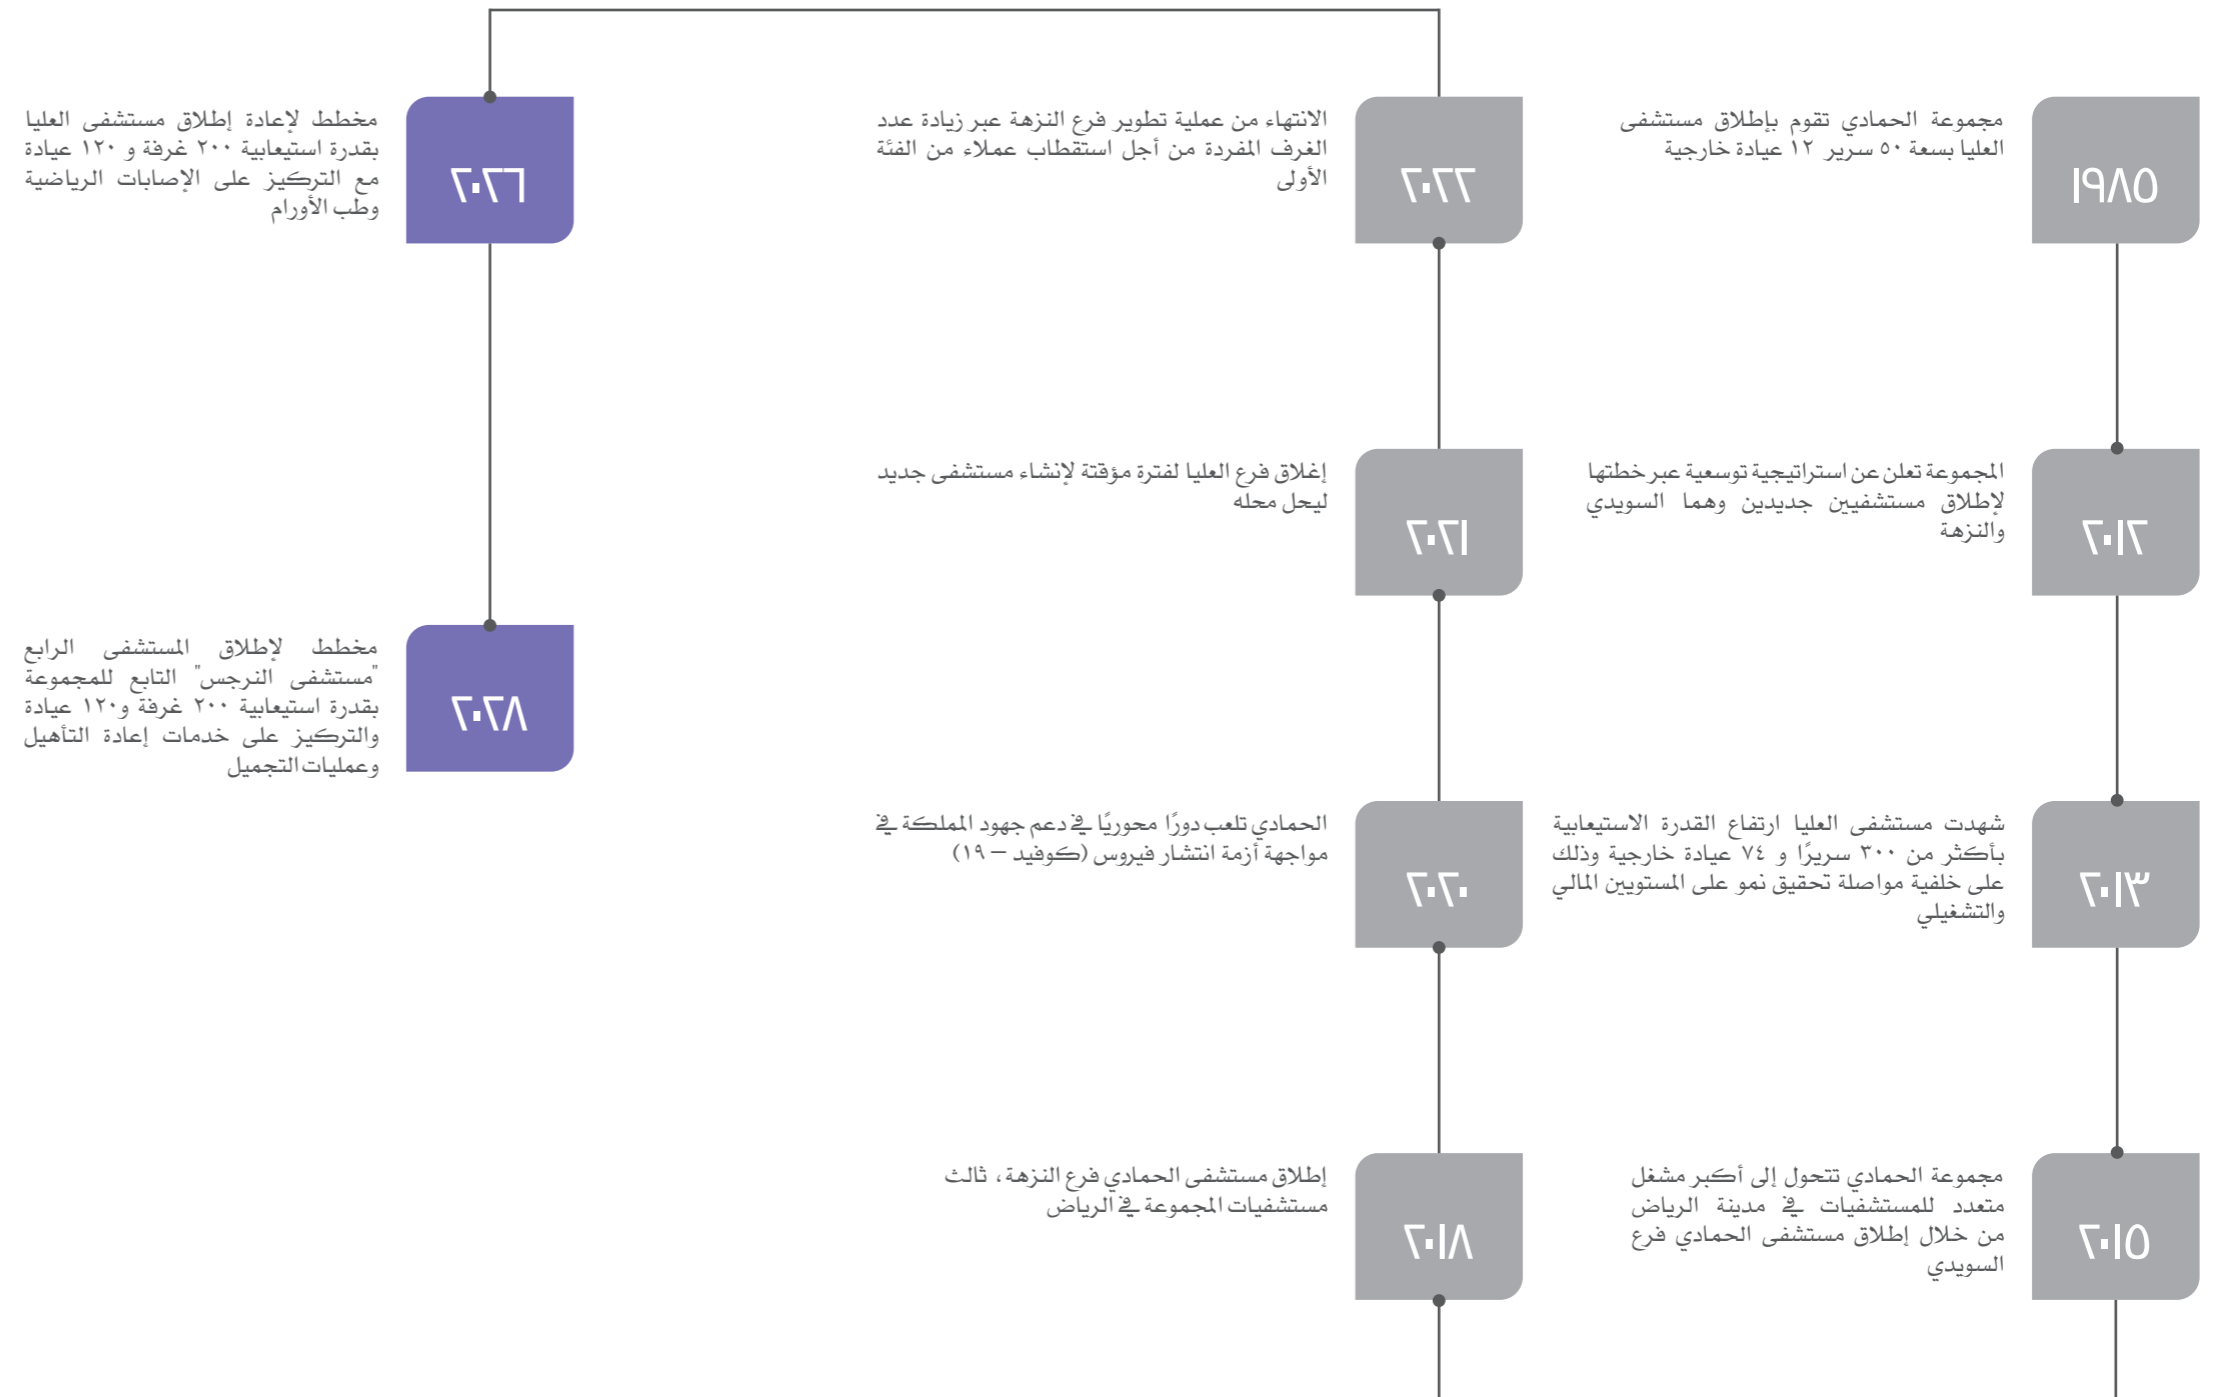 ١٩٨٥
مجموعة الحمادي تقوم بإطلاق مستشفى
العليا بسعة ٥٠ سرير ١٢ عيادة خارجية
٢٠١٢
المجموعة تعلن عن استراتيجية توسعية عبر خطتها
لإطلاق مستشفيين جديدين وهما السويدي
والنزهة
٢٠١٣
شهدت مستشفى العليا ارتفاع القدرة الاستيعابية
بأكثر من ٣٠٠ سريرًا و ٧٤ عيادة خارجية وذلك
على خلفية مواصلة تحقيق نمو على المستويين المالي
والتشغيلي
٢٠١٥
مجموعة الحمادي تتحول إلى أكبر مشغل
متعدد للمستشفيات في مدينة الرياض
من خلال إطلاق مستشفى الحمادي فرع
السويدي
٢٠١٨
إطلاق مستشفى الحمادي فرع النزهة، ثالث
مستشفيات المجموعة في الرياض
٢٠٢٠
الحمادي تلعب دورًا محوريًا في دعم جهود المملكة في
مواجهة أزمة انتشار فيروس (كوفيد – ١٩)
٢٠٢١
إغلاق فرع العليا لفترة مؤقتة لإنشاء مستشفى جديد
ليحل محله
٢٠٢٢
الانتهاء من عملية تطوير فرع النزهة عبر زيادة عدد
الغرف المفردة من أجل استقطاب عملاء من الفئة
الأولى
٢٠٢٦
مخطط لإعادة إطلاق مستشفى العليا
بقدرة استيعابية ٢٠٠ غرفة و ١٢٠ عيادة
مع التركيز على الإصابات الرياضية
وطب الأورام
٢٠٢٨
مخطط لإطلاق المستشفى الرابع
"مستشفى النرجس" التابع للمجموعة
بقدرة استيعابية ٢٠٠ غرفة و١٢٠ عيادة
والتركيز على خدمات إعادة التأهيل
وعمليات التجميل